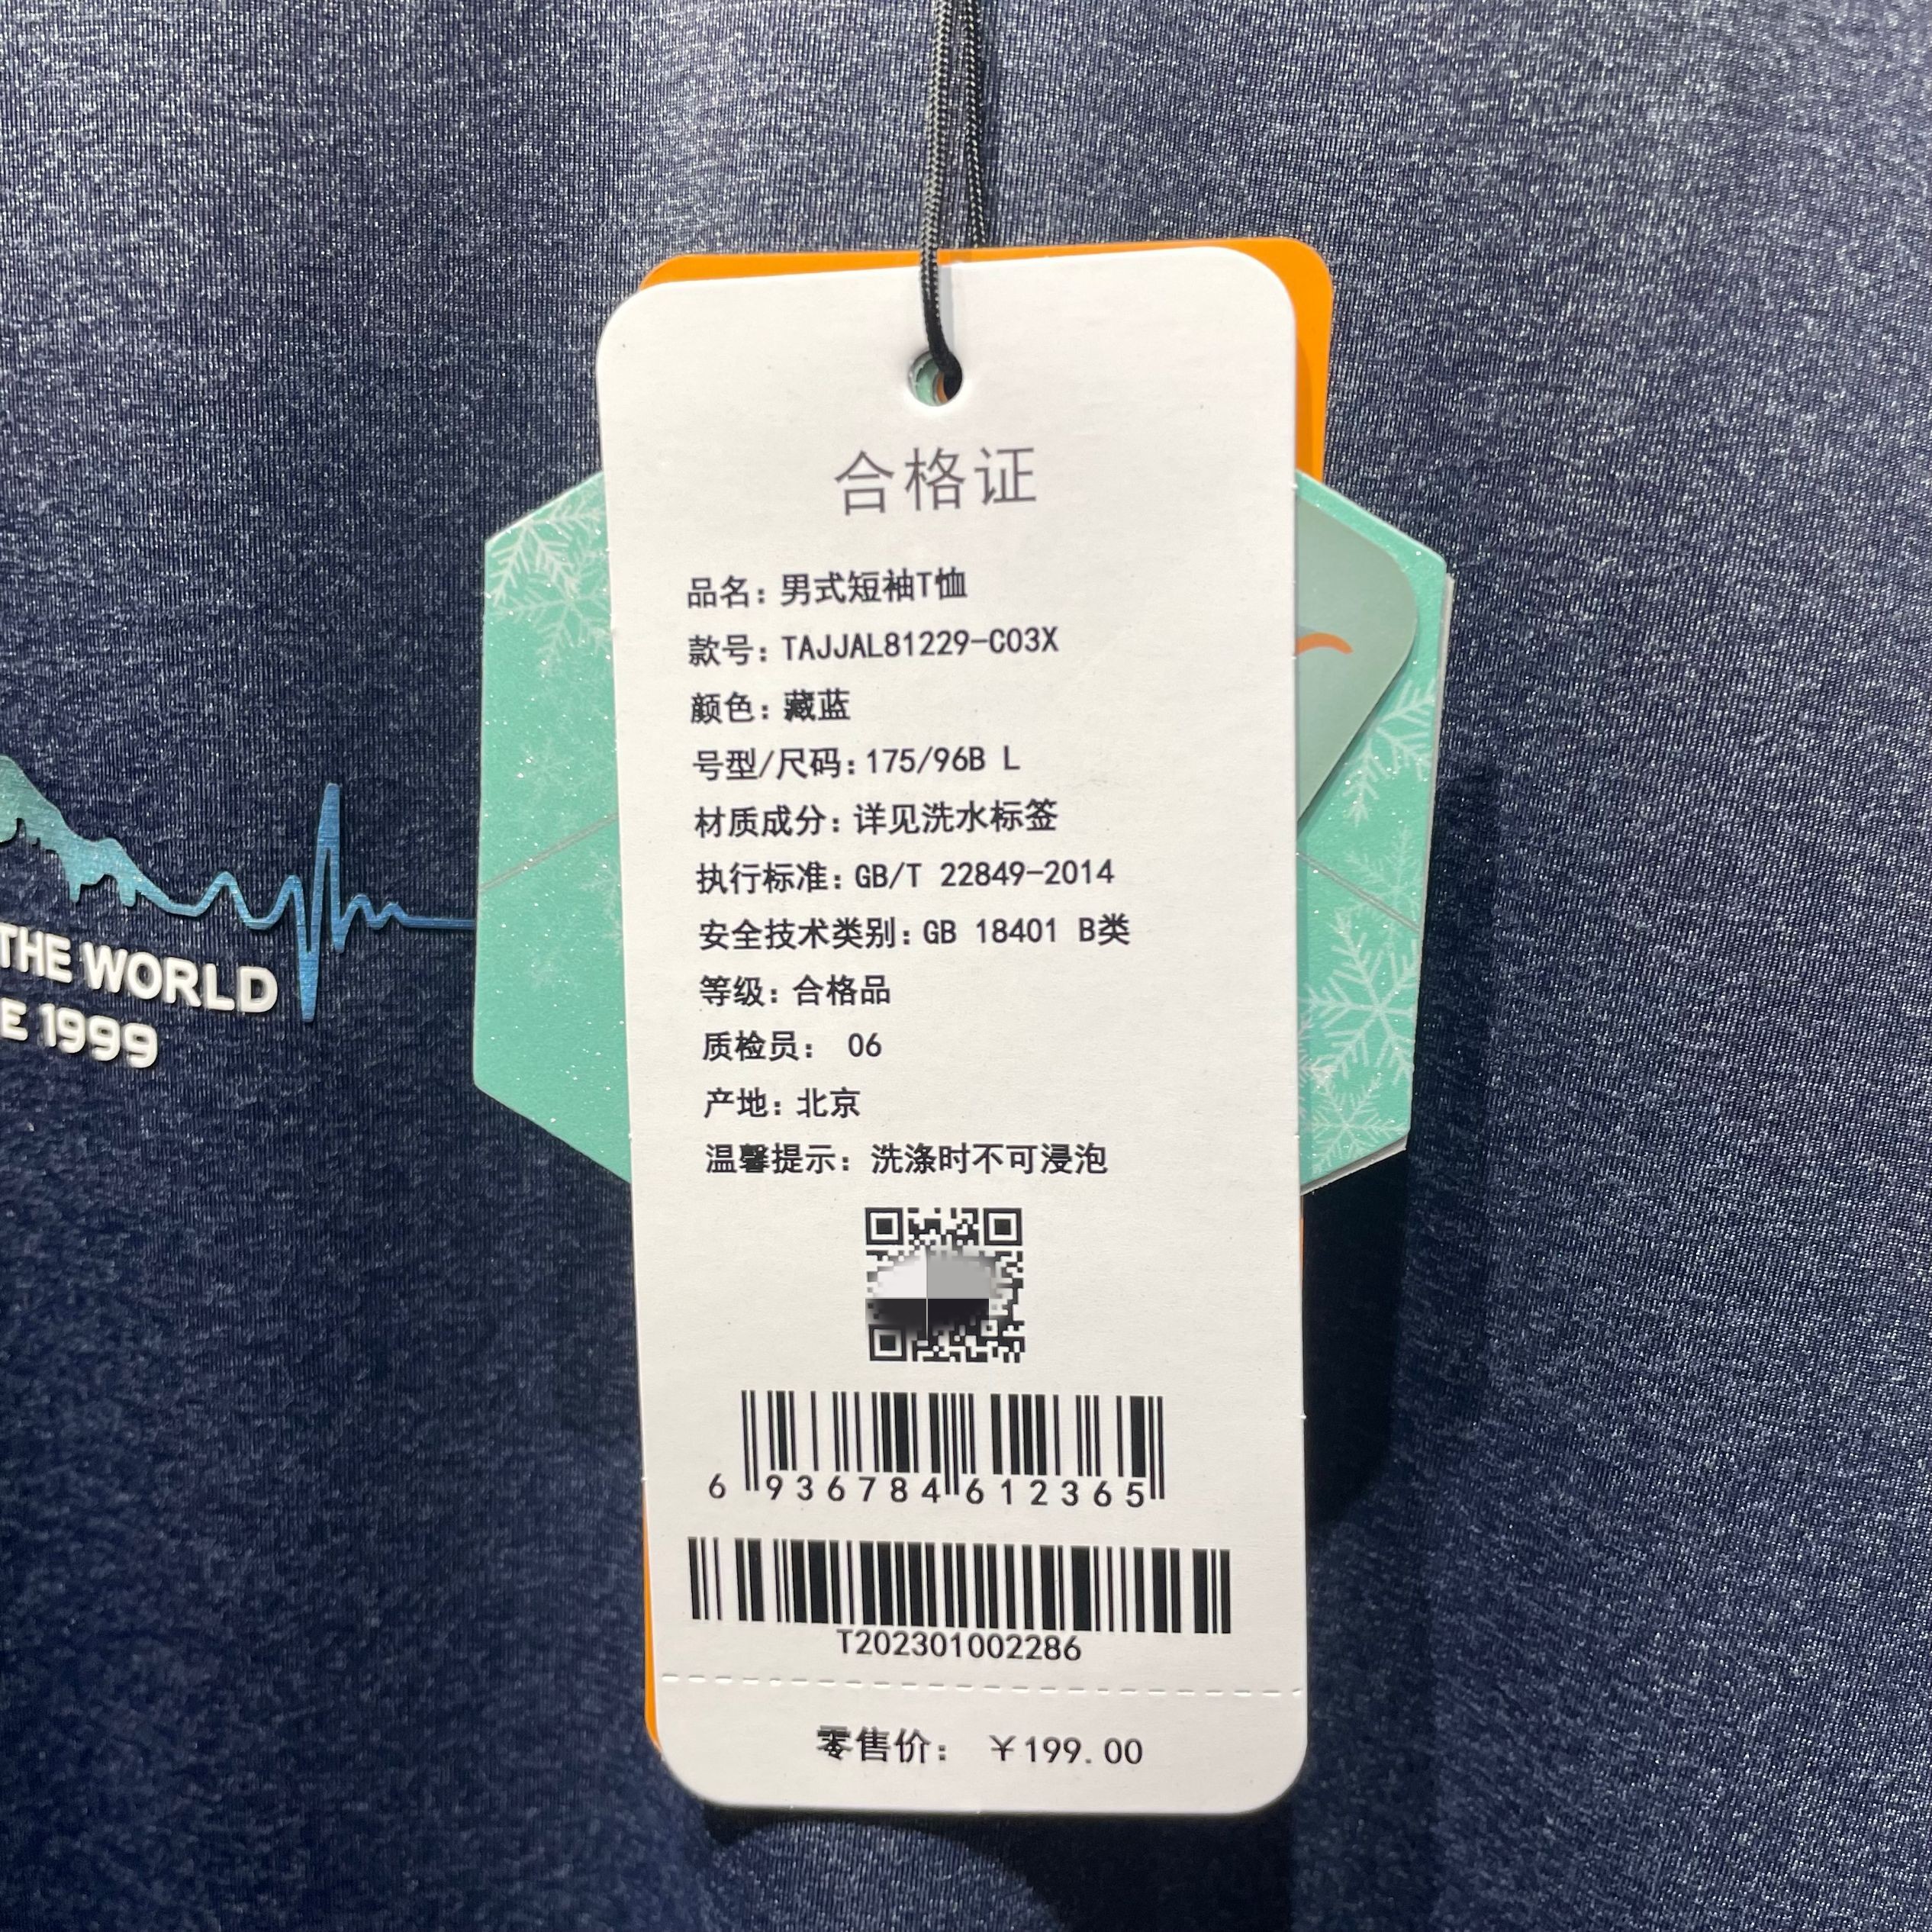 合格证
品名：男式短袖T恤
款号：TAJJAL81229-C03X
颜色：藏蓝
号型/尺码：175/96B L
材质成分：详见洗水标签
执行标准：GB/T 22849-2014
安全技术类别：GB 18401 B类
等级：合格品
质检员： 06
产地：北京
温馨提示：洗涤时不可浸泡
6 936784 612365
T202301002286
零售价： ￥199.00
THE WORLD
E 1999